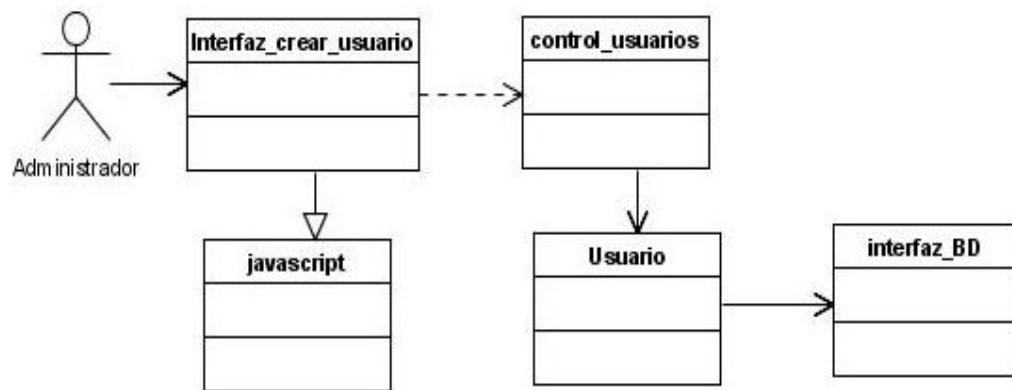 Interfaz_crear_usuario
control_usuarios
Administrador
javascript
Usuario
interfaz_BD